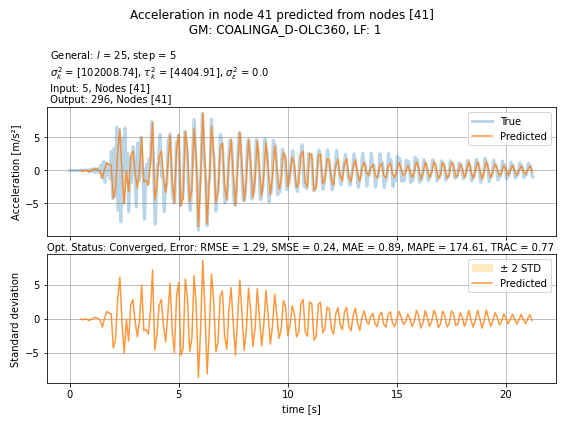 Acceleration in node 41 predicted from nodes [41]
GM: COALINGA_D-OLC360, LF: 1
General: l = 25, step = 5
σ²ₖ = [102008.74], τ²ₖ = [4404.91], σ²ε = 0.0
Input: 5, Nodes [41]
Output: 296, Nodes [41]
Acceleration [m/s²]
5
0
−5
True
Predicted
Opt. Status: Converged, Error: RMSE = 1.29, SMSE = 0.24, MAE = 0.89, MAPE = 174.61, TRAC = 0.77
Standard deviation
5
0
−5
± 2 STD
Predicted
0 5 10 15 20
time [s]